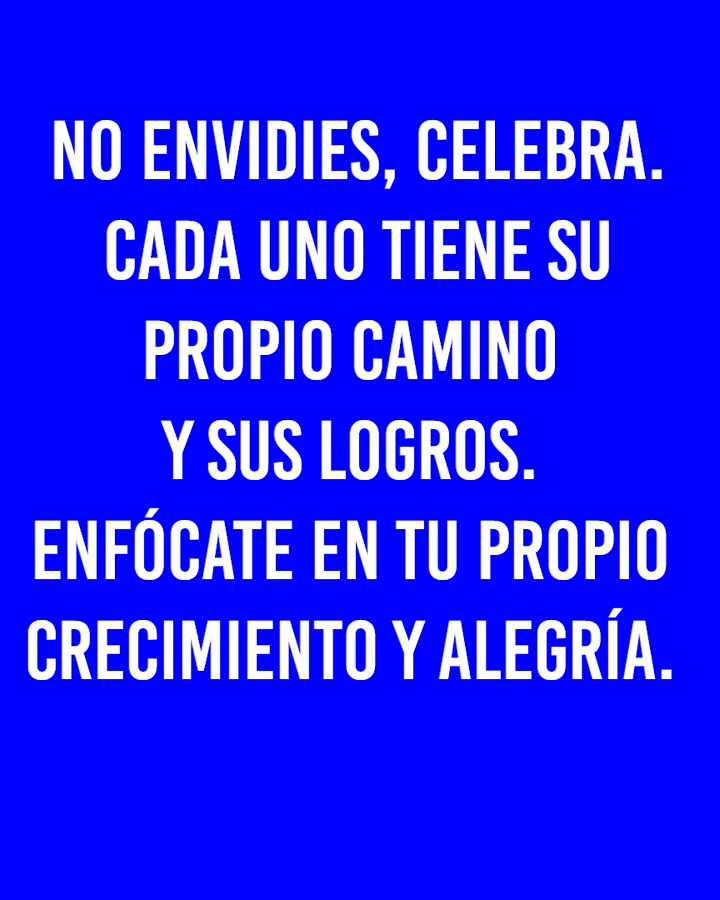 NO ENVIDIES, CELEBRA.
CADA UNO TIENE SU
PROPIO CAMINO
Y SUS LOGROS.
ENFÓCATE EN TU PROPIO
CRECIMIENTO Y ALEGRÍA.